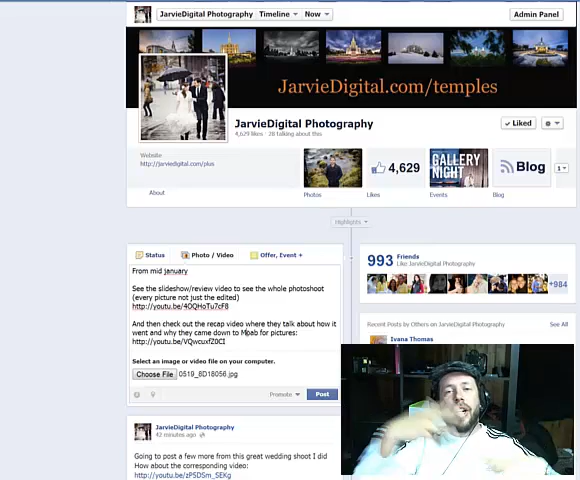 JarvieDigital Photography Timeline Now Admin Panel
JarvieDigital.com/temples
JarvieDigital Photography
4,629 likes · 28 talking about this
Liked
Website
http://jarviedigital.com/plus
About
4,629
GALLERY
NIGHT
Blog
1
Photos Likes Events Blog
Highlights
Status Photo / Video Offer, Event +
From mid january
See the slideshow/review video to see the whole photoshoot
(every picture not just the edited)
http://youtu.be/4OQHoTu7cF8
And then check out the recap video where they talk about how it
went and why they came down to Moab for pictures:
http://youtu.be/VQwcuxfZ0CI
Select an image or video file on your computer.
Choose File 0519_8D18056.jpg
Promote Post
JarvieDigital Photography
42 minutes ago
Going to post a few more from this great wedding shoot I did
How about the corresponding video:
http://youtu.be/zPSDSm_SEKg
993 Friends
Like JarvieDigital Photography
+984
Recent Posts by Others on JarvieDigital Photography See All
Ivana Thomas